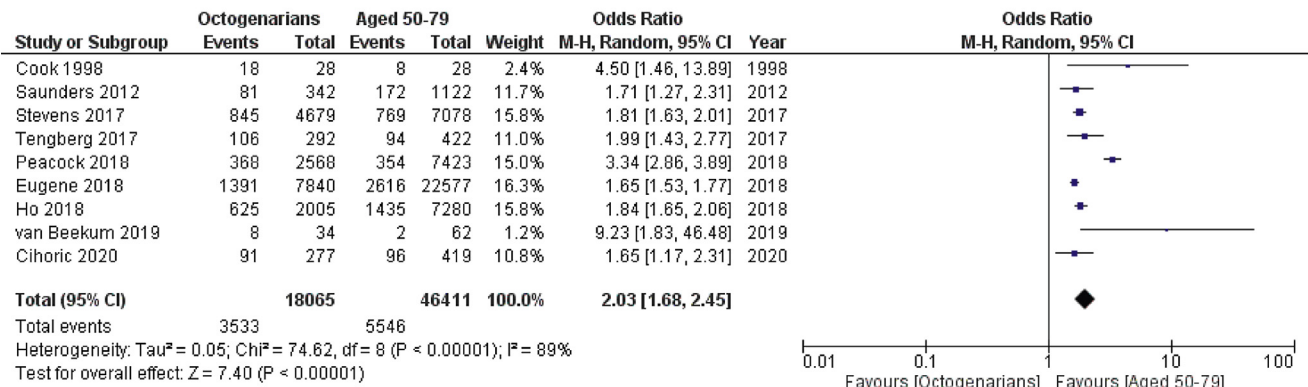 Octogenarians Aged 50-79 Odds Ratio Odds Ratio
Study or Subgroup Events Total Events Total Weight M-H, Random, 95% CI Year M-H, Random, 95% CI
Cook 1998 18 28 8 28 2.4% 4.50 [1.46, 13.89] 1998
Saunders 2012 81 342 172 1122 11.7% 1.71 [1.27, 2.31] 2012
Stevens 2017 845 4679 769 7078 15.8% 1.81 [1.63, 2.01] 2017
Tengberg 2017 106 292 94 422 11.0% 1.99 [1.43, 2.77] 2017
Peacock 2018 368 2568 354 7423 15.0% 3.34 [2.86, 3.89] 2018
Eugene 2018 1391 7840 2616 22577 16.3% 1.65 [1.53, 1.77] 2018
Ho 2018 625 2005 1435 7280 15.8% 1.84 [1.65, 2.06] 2018
van Beekum 2019 8 34 2 62 1.2% 9.23 [1.83, 46.48] 2019
Cihoric 2020 91 277 96 419 10.8% 1.65 [1.17, 2.31] 2020
Total (95% CI) 18065 46411 100.0% 2.03 [1.68, 2.45]
Total events 3533 5546
Heterogeneity: Tau² = 0.05; Chi² = 74.62, df = 8 (P < 0.00001); I² = 89%
Test for overall effect: Z = 7.40 (P < 0.00001)
0.01 0.1 1 10 100
Favours [Octogenarians] Favours [Aged 50-79]